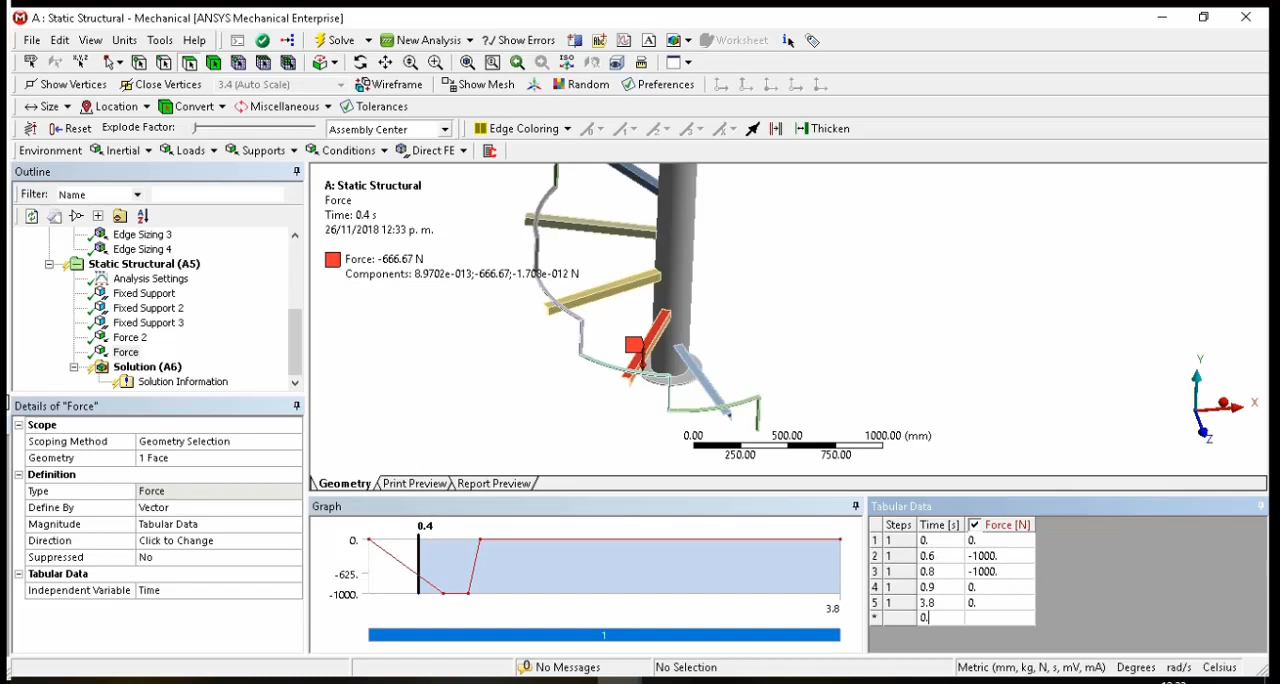 A : Static Structural - Mechanical [ANSYS Mechanical Enterprise]
File Edit View Units Tools Help Solve New Analysis ?/ Show Errors Worksheet
Show Vertices Close Vertices 3.4 (Auto Scale) Wireframe Show Mesh Random Preferences
Size Location Convert Miscellaneous Tolerances
Reset Explode Factor: Assembly Center Edge Coloring Thicken
Environment Inertial Loads Supports Conditions Direct FE
Outline
Filter: Name
Edge Sizing 3
Edge Sizing 4
Static Structural (A5)
Analysis Settings
Fixed Support
Fixed Support 2
Fixed Support 3
Force 2
Force
Solution (A6)
Solution Information
Details of "Force"
Scope
Scoping Method Geometry Selection
Geometry 1 Face
Definition
Type Force
Define By Vector
Magnitude Tabular Data
Direction Click to Change
Suppressed No
Tabular Data
Independent Variable Time
A: Static Structural
Force
Time: 0.4 s
26/11/2018 12:33 p. m.
Force: -666.67 N
Components: 8.9702e-013;-666.67;-1.708e-012 N
Y
X
Z
0.00 500.00 1000.00 (mm)
250.00 750.00
Geometry Print Preview Report Preview
Graph
0.4
0.
-625.
-1000.
3.8
1
Tabular Data
Steps Time [s] Force [N]
1 1 0. 0.
2 1 0.6 -1000.
3 1 0.8 -1000.
4 1 0.9 0.
5 1 3.8 0.
* 0.
No Messages No Selection Metric (mm, kg, N, s, mV, mA) Degrees rad/s Celsius